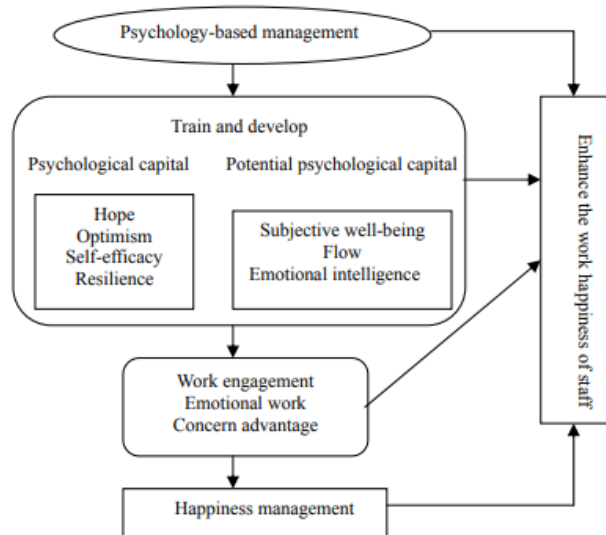 Psychology-based management
Train and develop
Psychological capital
Potential psychological capital
Hope
Optimism
Self-efficacy
Resilience
Subjective well-being
Flow
Emotional intelligence
Enhance the work happiness of staff
Work engagement
Emotional work
Concern advantage
Happiness management